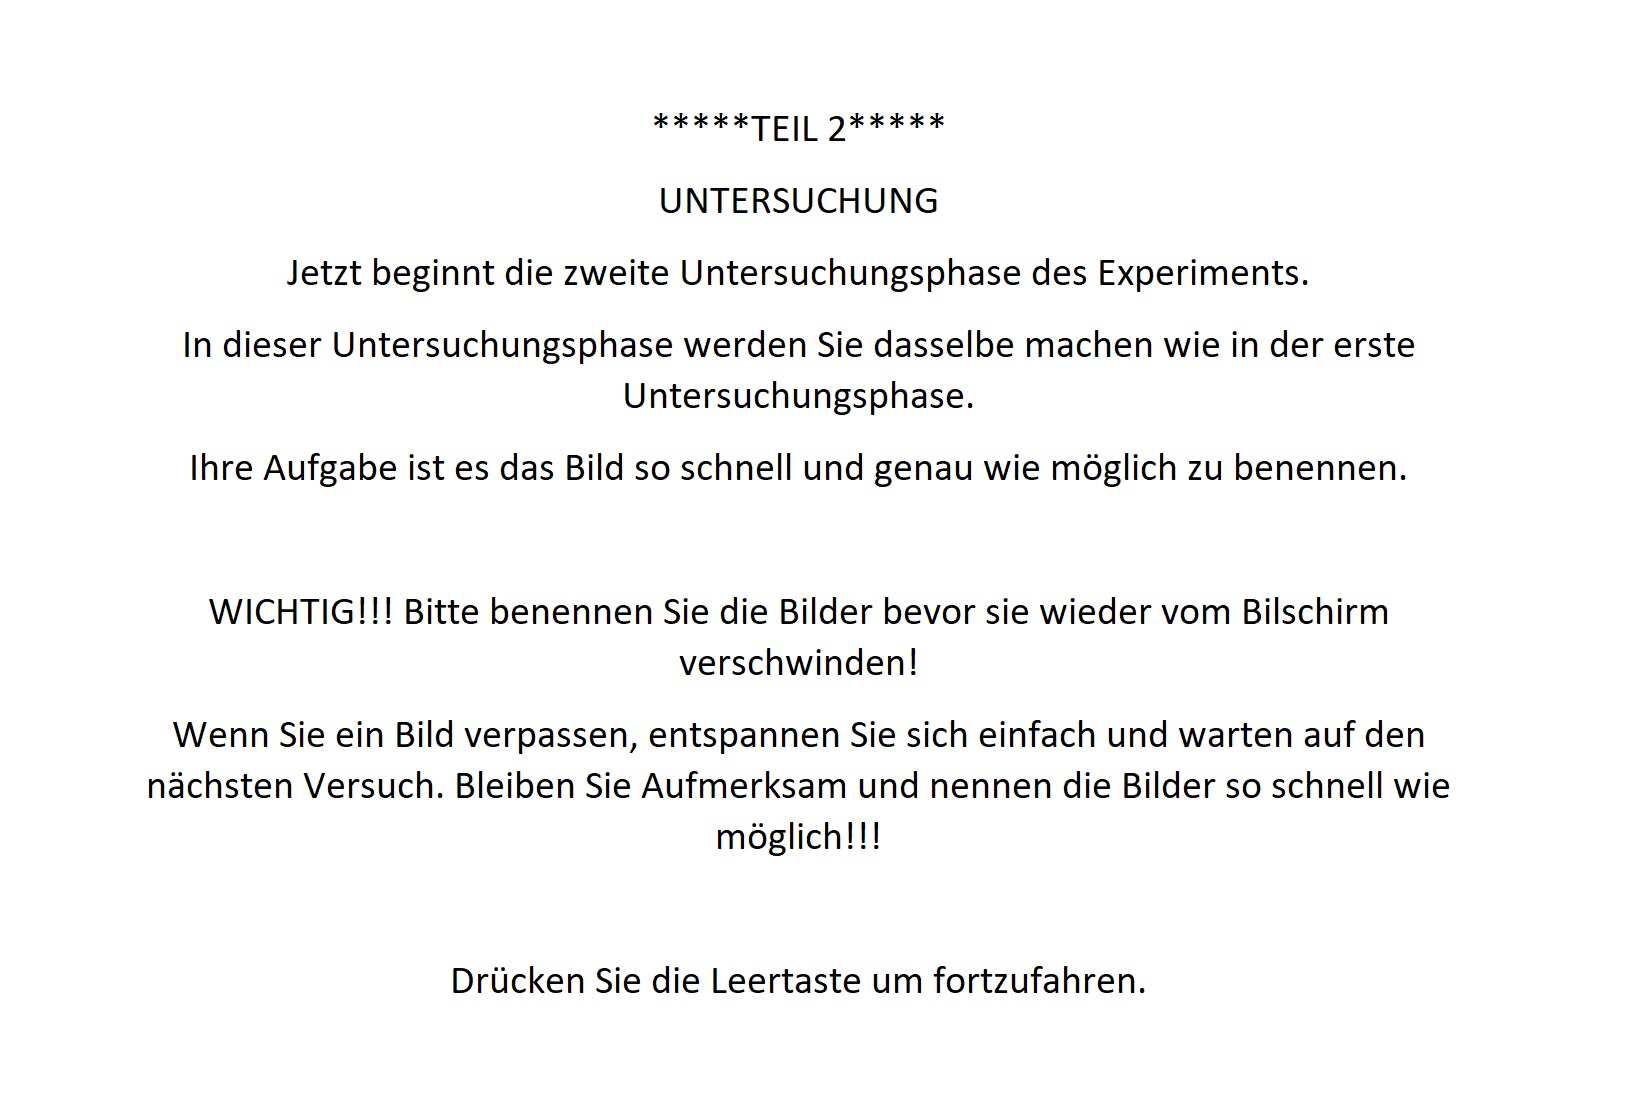 *****TEIL 2*****
UNTERSUCHUNG
Jetzt beginnt die zweite Untersuchungsphase des Experiments.
In dieser Untersuchungsphase werden Sie dasselbe machen wie in der erste
Untersuchungsphase.
Ihre Aufgabe ist es das Bild so schnell und genau wie möglich zu benennen.
WICHTIG!!! Bitte benennen Sie die Bilder bevor sie wieder vom Bilschirm
verschwinden!
Wenn Sie ein Bild verpassen, entspannen Sie sich einfach und warten auf den
nächsten Versuch. Bleiben Sie Aufmerksam und nennen die Bilder so schnell wie
möglich!!!
Drücken Sie die Leertaste um fortzufahren.